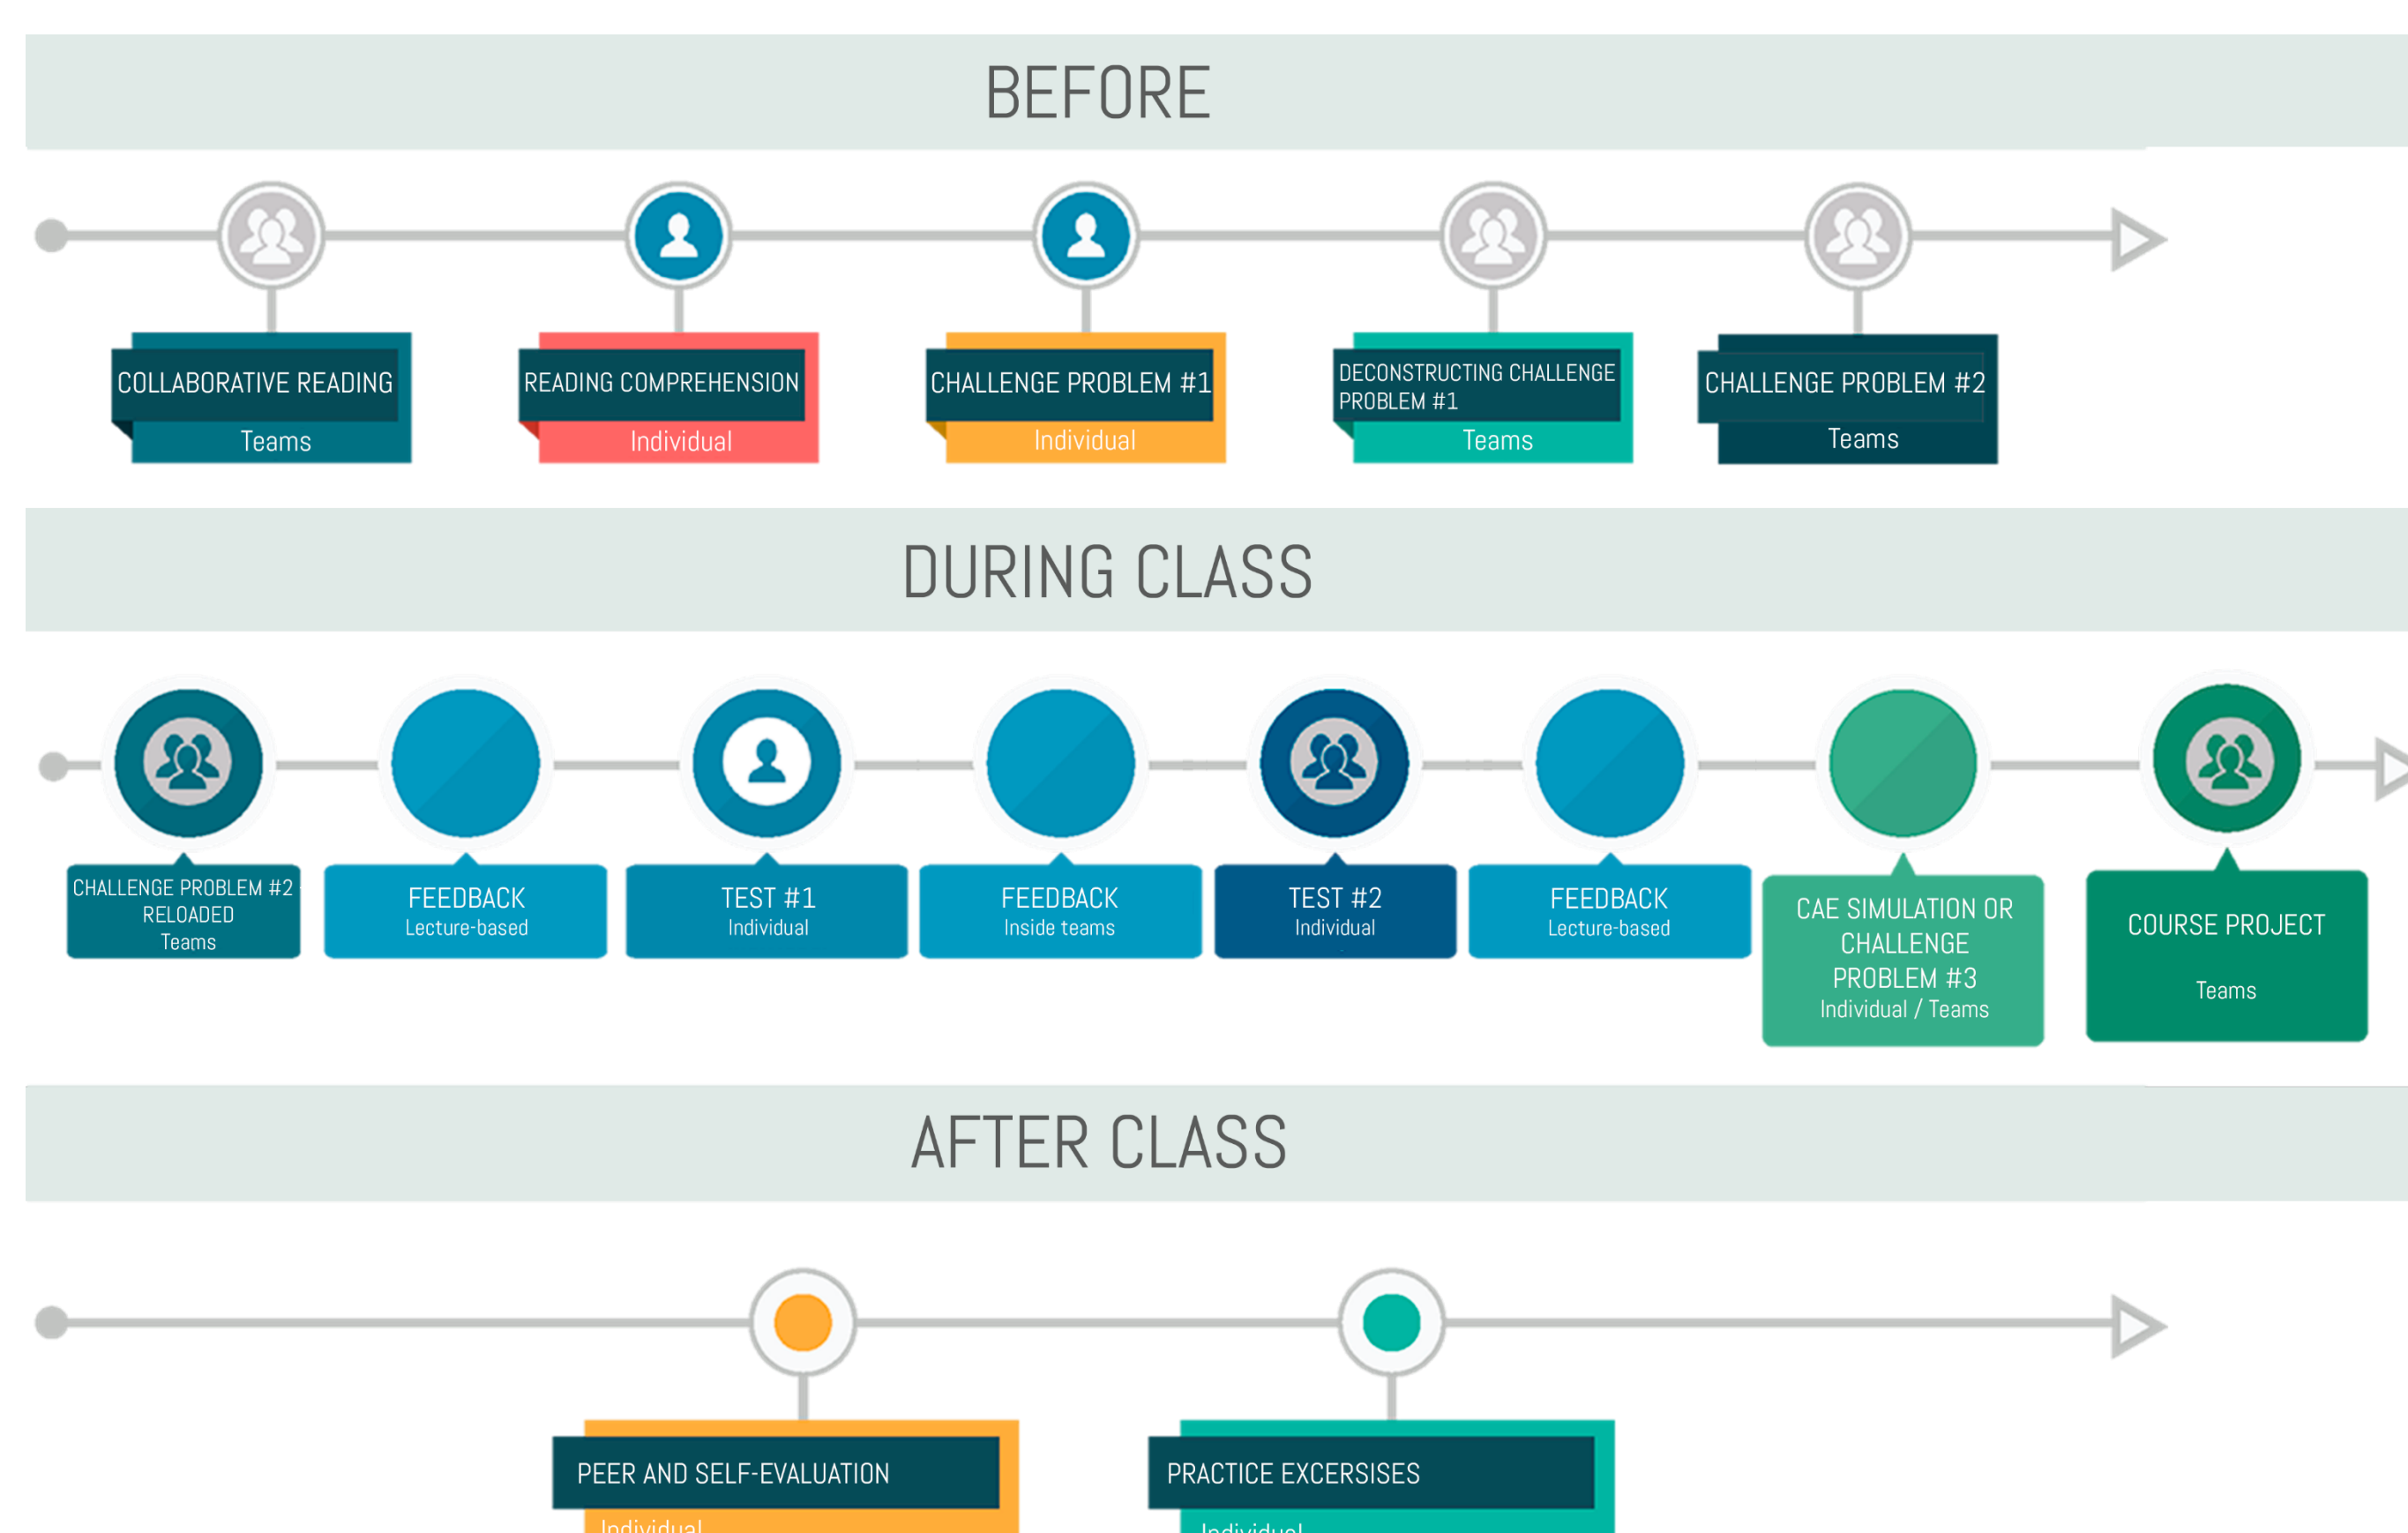 BEFORE
COLLABORATIVE READING
Teams
READING COMPREHENSION
Individual
CHALLENGE PROBLEM #1
Individual
DECONSTRUCTING CHALLENGE
PROBLEM #1
Teams
CHALLENGE PROBLEM #2
Teams
DURING CLASS
CHALLENGE PROBLEM #2
RELOADED
Teams
FEEDBACK
Lecture-based
TEST #1
Individual
FEEDBACK
Inside teams
TEST #2
Individual
FEEDBACK
Lecture-based
CAE SIMULATION OR
CHALLENGE
PROBLEM #3
Individual / Teams
COURSE PROJECT
Teams
AFTER CLASS
PEER AND SELF-EVALUATION
Individual
PRACTICE EXCERSISES
Individual